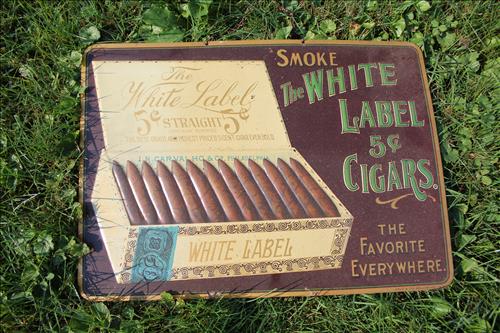 The
White Label
5¢ STRAIGHT 5¢
WHITE LABEL
SMOKE
The WHITE
LABEL
5¢
CIGARS.
THE
FAVORITE
EVERYWHERE.